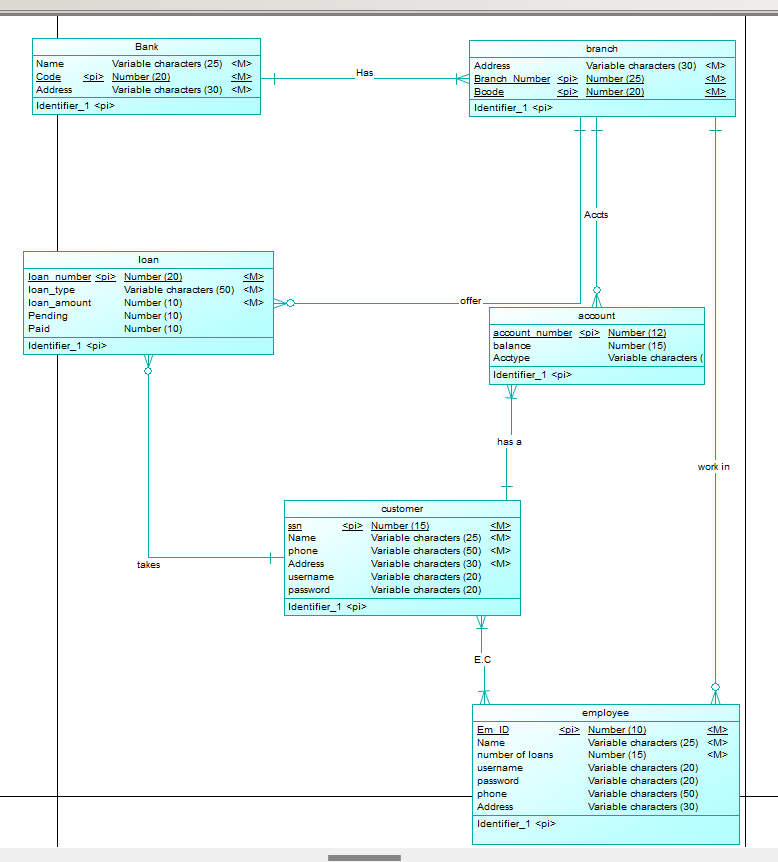 Bank
Name Variable characters (25) <M>
Code <pi> Number (20) <M>
Address Variable characters (30) <M>
Identifier_1 <pi>
Has
branch
Address Variable characters (30) <M>
Branch_Number <pi> Number (25) <M>
Bcode <pi> Number (20) <M>
Identifier_1 <pi>
Accts
loan
loan_number <pi> Number (20) <M>
loan_type Variable characters (50) <M>
loan_amount Number (10) <M>
Pending Number (10)
Paid Number (10)
Identifier_1 <pi>
offer
account
account_number <pi> Number (12)
balance Number (15)
Acctype Variable characters (
Identifier_1 <pi>
has a
work in
customer
ssn <pi> Number (15) <M>
Name Variable characters (25) <M>
phone Variable characters (50) <M>
Address Variable characters (30) <M>
username Variable characters (20)
password Variable characters (20)
Identifier_1 <pi>
takes
E.C
employee
Em_ID <pi> Number (10) <M>
Name Variable characters (25) <M>
number of loans Number (15) <M>
username Variable characters (20)
password Variable characters (20)
phone Variable characters (50)
Address Variable characters (30)
Identifier_1 <pi>